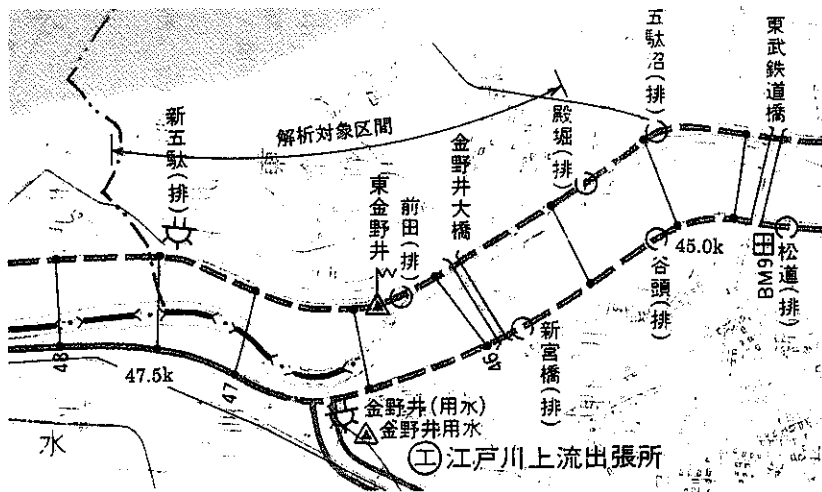 五駄沼(排)
東武鉄道橋
新五駄(排)
解析対象区間
殿堀(排)
金野井大橋
東金野井
前田(排)
45.0k
谷頭(排)
BM9
松道(排)
新宮橋(排)
46
48
47.5k
47
金野井(用水)
金野井用水
水
工 江戸川上流出張所